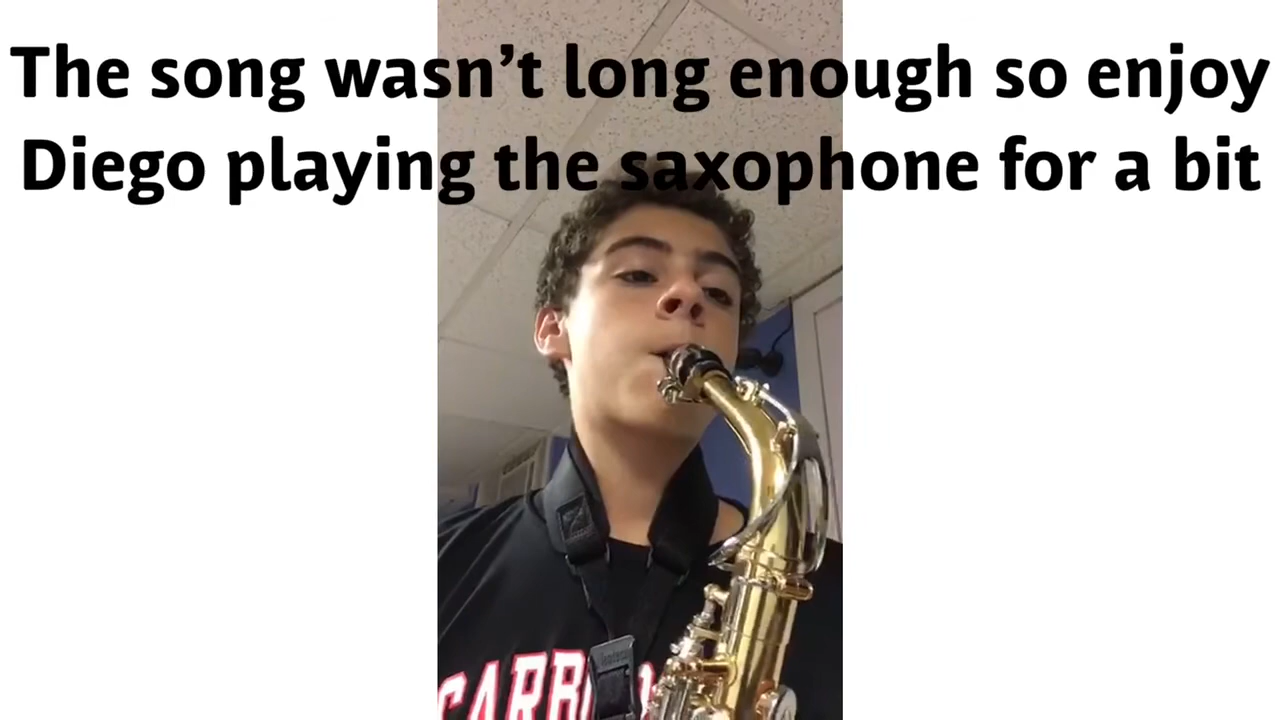 The song wasn’t long enough so enjoy
Diego playing the saxophone for a bit